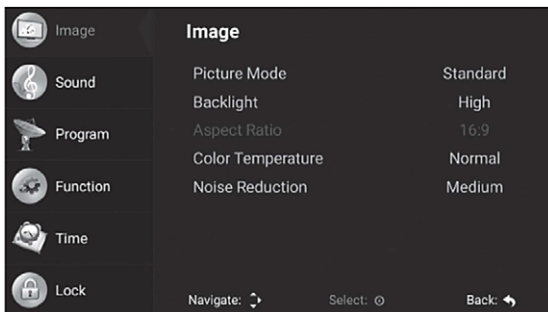 Image
Sound
Program
Function
Time
Lock
Image
Picture Mode Standard
Backlight High
Aspect Ratio 16:9
Color Temperature Normal
Noise Reduction Medium
Navigate: Select: Back: